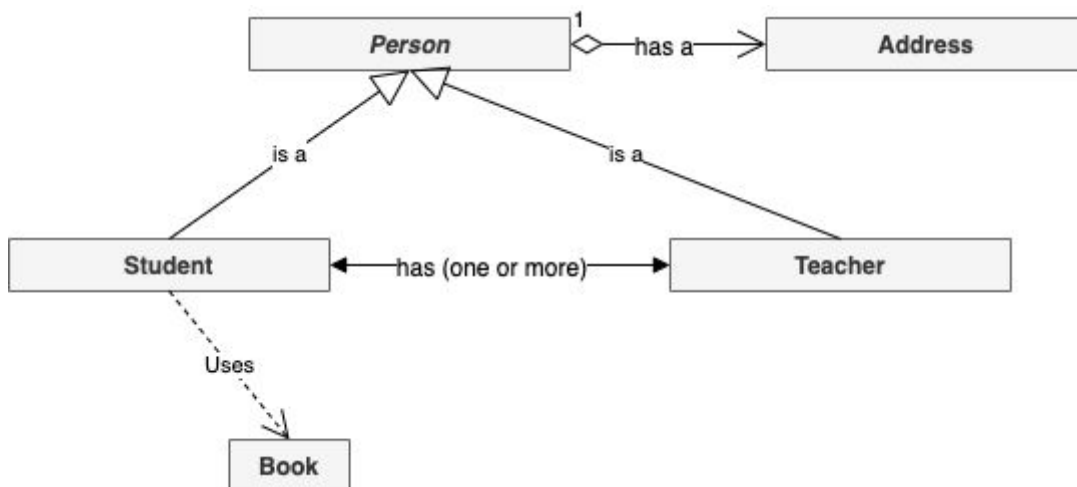 1
Person
has a
Address
is a
is a
Student
has (one or more)
Teacher
Uses
Book